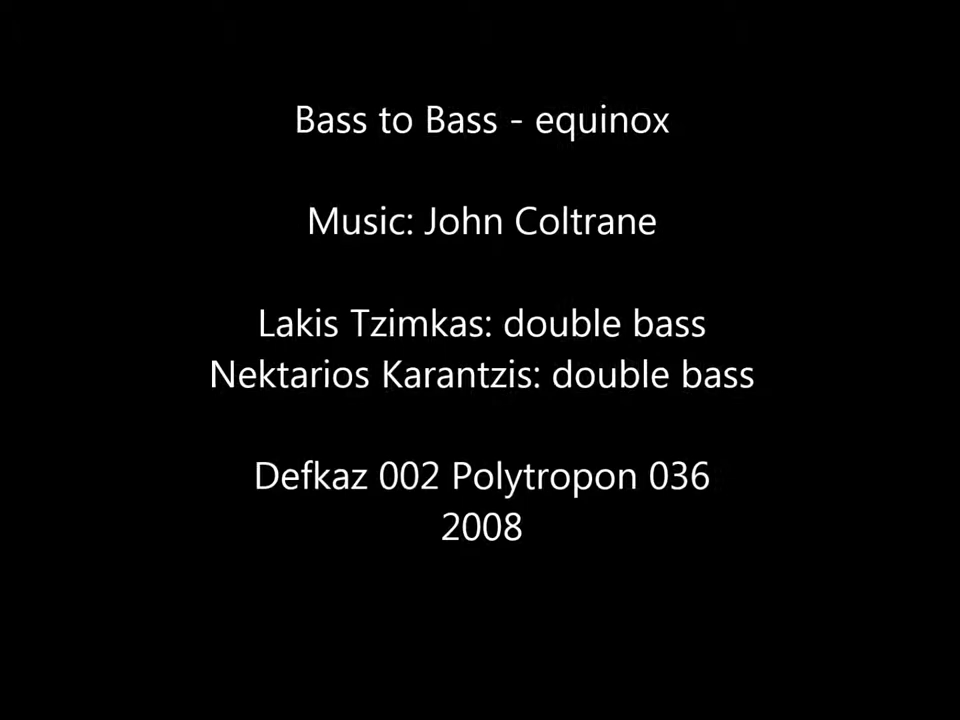 Bass to Bass - equinox
Music: John Coltrane
Lakis Tzimkas: double bass
Nektarios Karantzis: double bass
Defkaz 002 Polytropon 036
2008